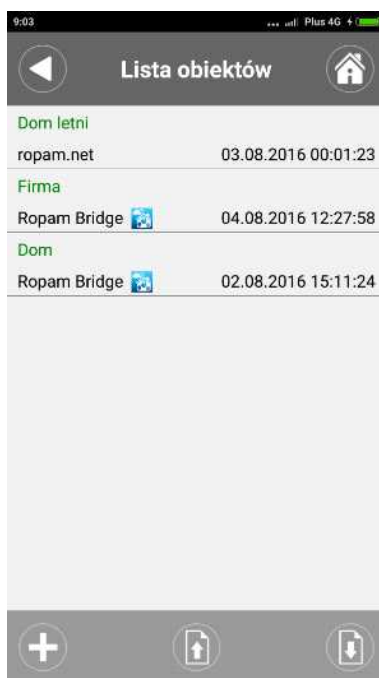 9:03
Plus 4G
Lista obiektów
Dom letni
ropam.net 03.08.2016 00:01:23
Firma
Ropam Bridge 04.08.2016 12:27:58
Dom
Ropam Bridge 02.08.2016 15:11:24